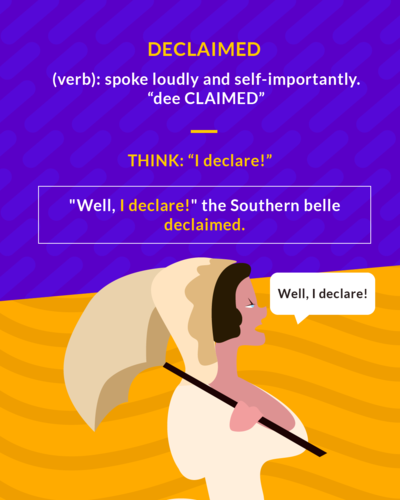 DECLAIMED
(verb): spoke loudly and self-importantly.
“dee CLAIMED”
THINK: “I declare!”
"Well, I declare!" the Southern belle
declaimed.
Well, I declare!